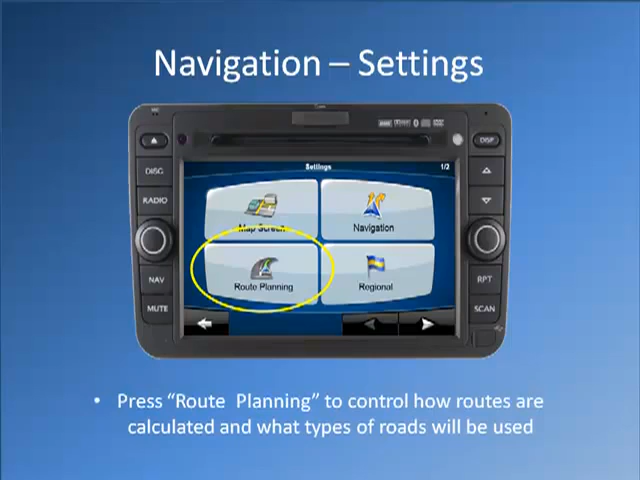 Navigation – Settings
DISP
DISC
RADIO
NAV
MUTE
RPT
SCAN
Settings
1/2
Map Screen
Navigation
Route Planning
Regional
• Press “Route  Planning” to control how routes are
calculated and what types of roads will be used